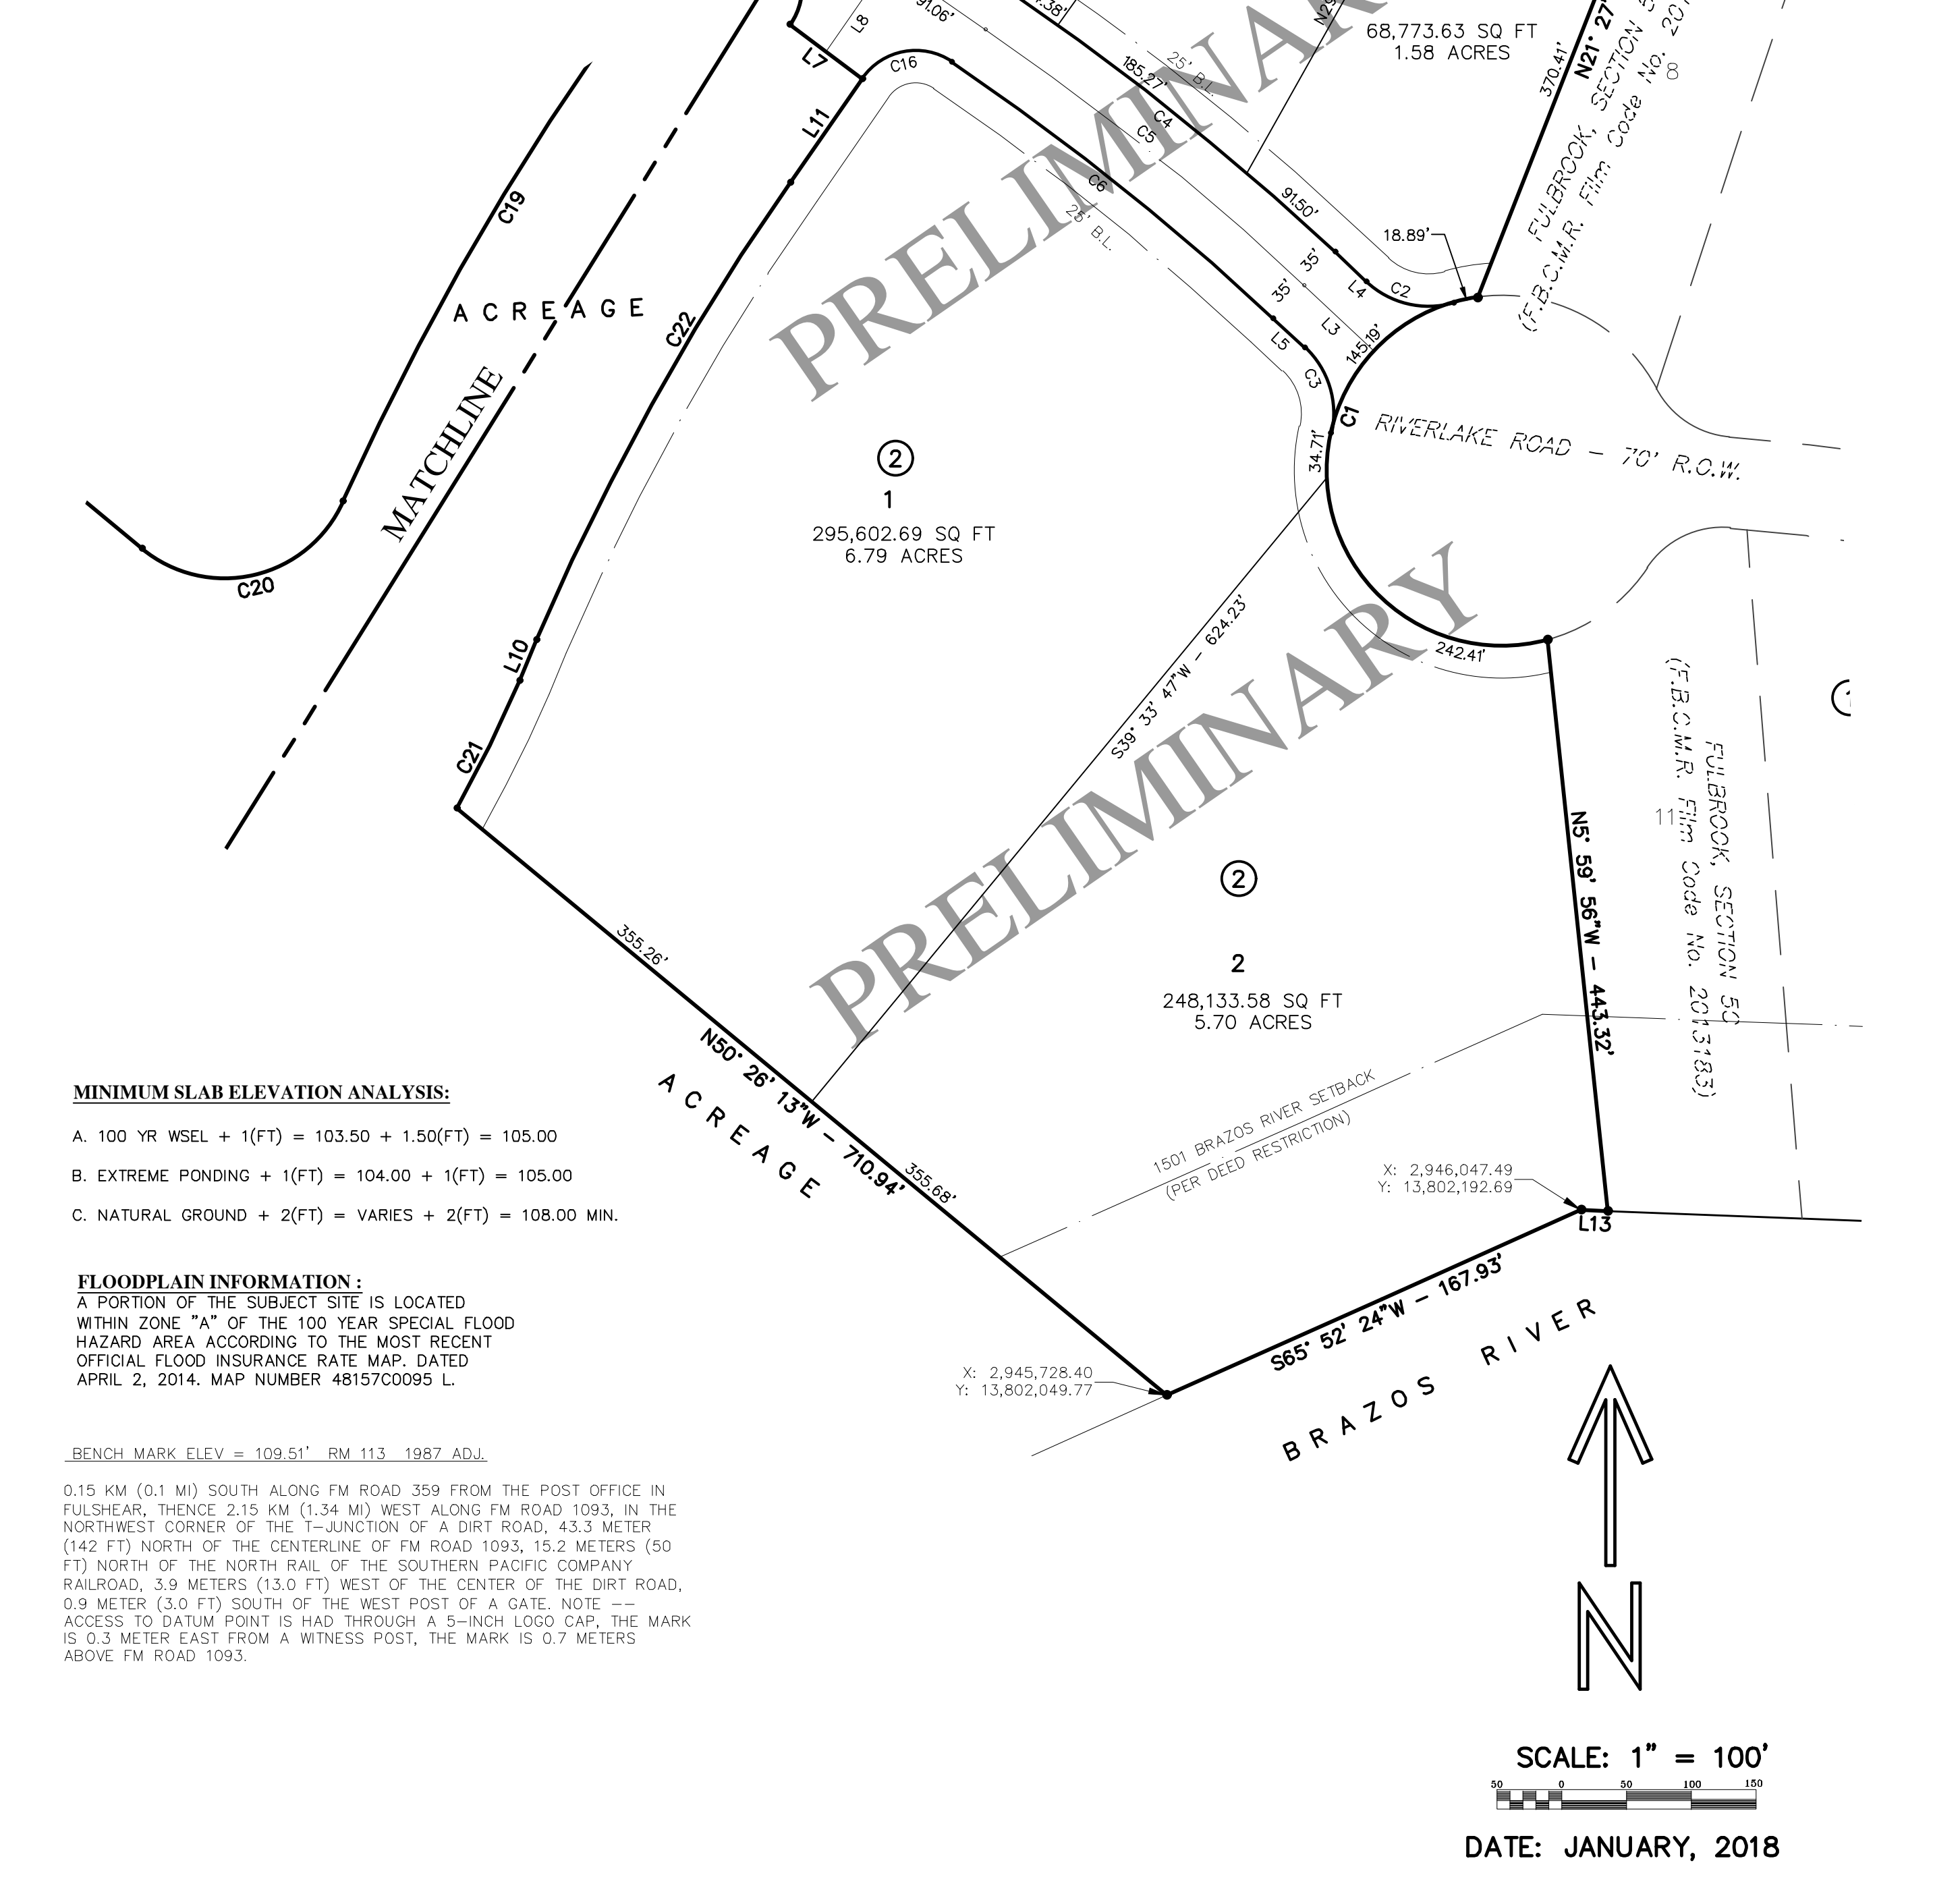 91.06'
L8
L7
C16
L11
C19
185.27'
25' B.L.
C4
C5
C6
25' B.L.
68,773.63 SQ FT
1.58 ACRES
370.41'
N21° 27'
8
FULBROOK, SECTION
(F.B.C.M.R. Film Code No.
PRELIMINAR
91.50'
18.89'
35'
35'
L4
C2
L3
L5
145.19'
C3
C1
34.71'
RIVERLAKE ROAD – 70' R.O.W.
ACREAGE
C22
MATCHLINE
C20
L10
C21
2
1
295,602.69 SQ FT
6.79 ACRES
S39° 33' 47"W – 624.23'
242.41'
PRELIMINARY
N5° 59' 56"W – 443.32'
11
FULBROOK, SECTION 5C
(F.B.C.M.R. Film Code No. 2013183)
2
2
248,133.58 SQ FT
5.70 ACRES
355.26'
N50° 26' 13"W – 710.94'
355.68'
ACREAGE
1501 BRAZOS RIVER SETBACK
(PER DEED RESTRICTION)
X: 2,946,047.49
Y: 13,802,192.69
L13
S65° 52' 24"W – 167.93'
BRAZOS RIVER
X: 2,945,728.40
Y: 13,802,049.77
MINIMUM SLAB ELEVATION ANALYSIS:
A. 100 YR WSEL + 1(FT) = 103.50 + 1.50(FT) = 105.00
B. EXTREME PONDING + 1(FT) = 104.00 + 1(FT) = 105.00
C. NATURAL GROUND + 2(FT) = VARIES + 2(FT) = 108.00 MIN.
FLOODPLAIN INFORMATION :
A PORTION OF THE SUBJECT SITE IS LOCATED
WITHIN ZONE "A" OF THE 100 YEAR SPECIAL FLOOD
HAZARD AREA ACCORDING TO THE MOST RECENT
OFFICIAL FLOOD INSURANCE RATE MAP. DATED
APRIL 2, 2014. MAP NUMBER 48157C0095 L.
BENCH MARK ELEV = 109.51' RM 113 1987 ADJ.
0.15 KM (0.1 MI) SOUTH ALONG FM ROAD 359 FROM THE POST OFFICE IN
FULSHEAR, THENCE 2.15 KM (1.34 MI) WEST ALONG FM ROAD 1093, IN THE
NORTHWEST CORNER OF THE T–JUNCTION OF A DIRT ROAD, 43.3 METER
(142 FT) NORTH OF THE CENTERLINE OF FM ROAD 1093, 15.2 METERS (50
FT) NORTH OF THE NORTH RAIL OF THE SOUTHERN PACIFIC COMPANY
RAILROAD, 3.9 METERS (13.0 FT) WEST OF THE CENTER OF THE DIRT ROAD,
0.9 METER (3.0 FT) SOUTH OF THE WEST POST OF A GATE. NOTE ––
ACCESS TO DATUM POINT IS HAD THROUGH A 5–INCH LOGO CAP, THE MARK
IS 0.3 METER EAST FROM A WITNESS POST, THE MARK IS 0.7 METERS
ABOVE FM ROAD 1093.
N
SCALE: 1" = 100'
50 0 50 100 150
DATE: JANUARY, 2018